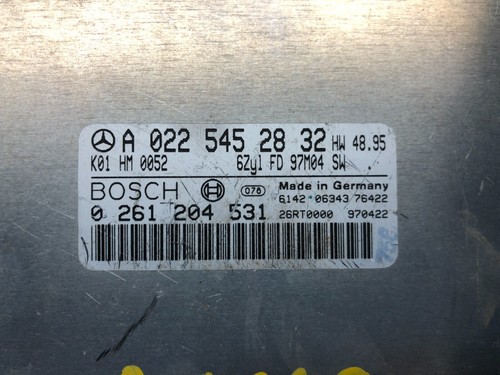 A 022 545 28 32 HW 48.95
K01 HM 0052 6Zyl FD 97M04 SW
BOSCH 076 Made in Germany
6142 06343 76422
0 261 204 531 26RT0000 970422